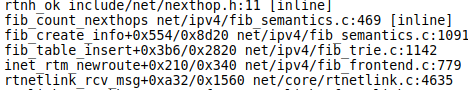 rtnh_ok include/net/nexthop.h:11 [inline]
fib_count_nexthops net/ipv4/fib_semantics.c:469 [inline]
fib_create_info+0x554/0x8d20 net/ipv4/fib_semantics.c:1091
fib_table_insert+0x3b6/0x2820 net/ipv4/fib_trie.c:1142
inet_rtm_newroute+0x210/0x340 net/ipv4/fib_frontend.c:779
rtnetlink_rcv_msg+0xa32/0x1560 net/core/rtnetlink.c:4635